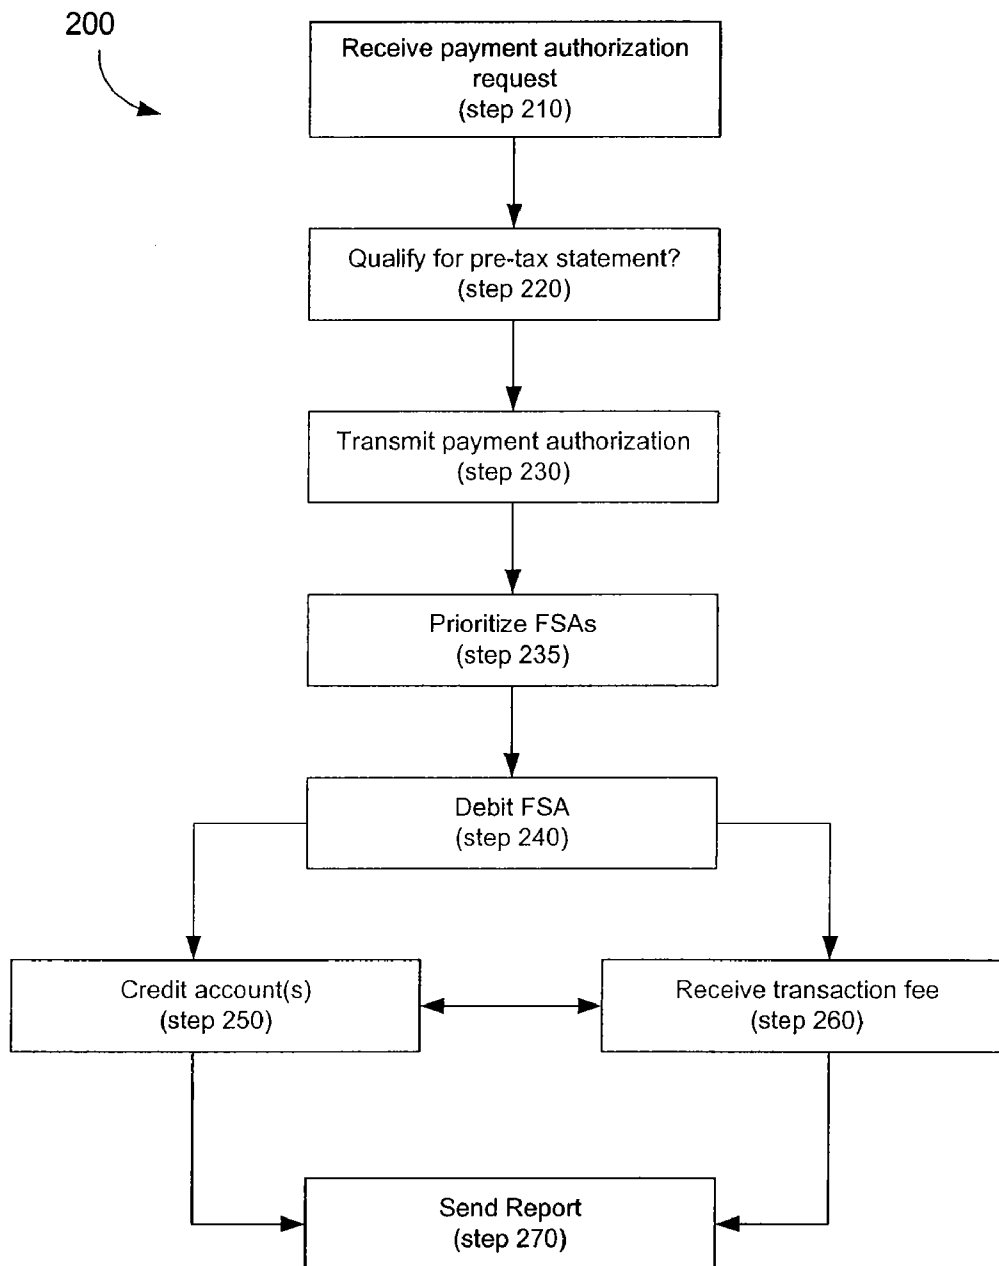 200
Receive payment authorization
request
(step 210)
Qualify for pre-tax statement?
(step 220)
Transmit payment authorization
(step 230)
Prioritize FSAs
(step 235)
Debit FSA
(step 240)
Credit account(s)
(step 250)
Receive transaction fee
(step 260)
Send Report
(step 270)